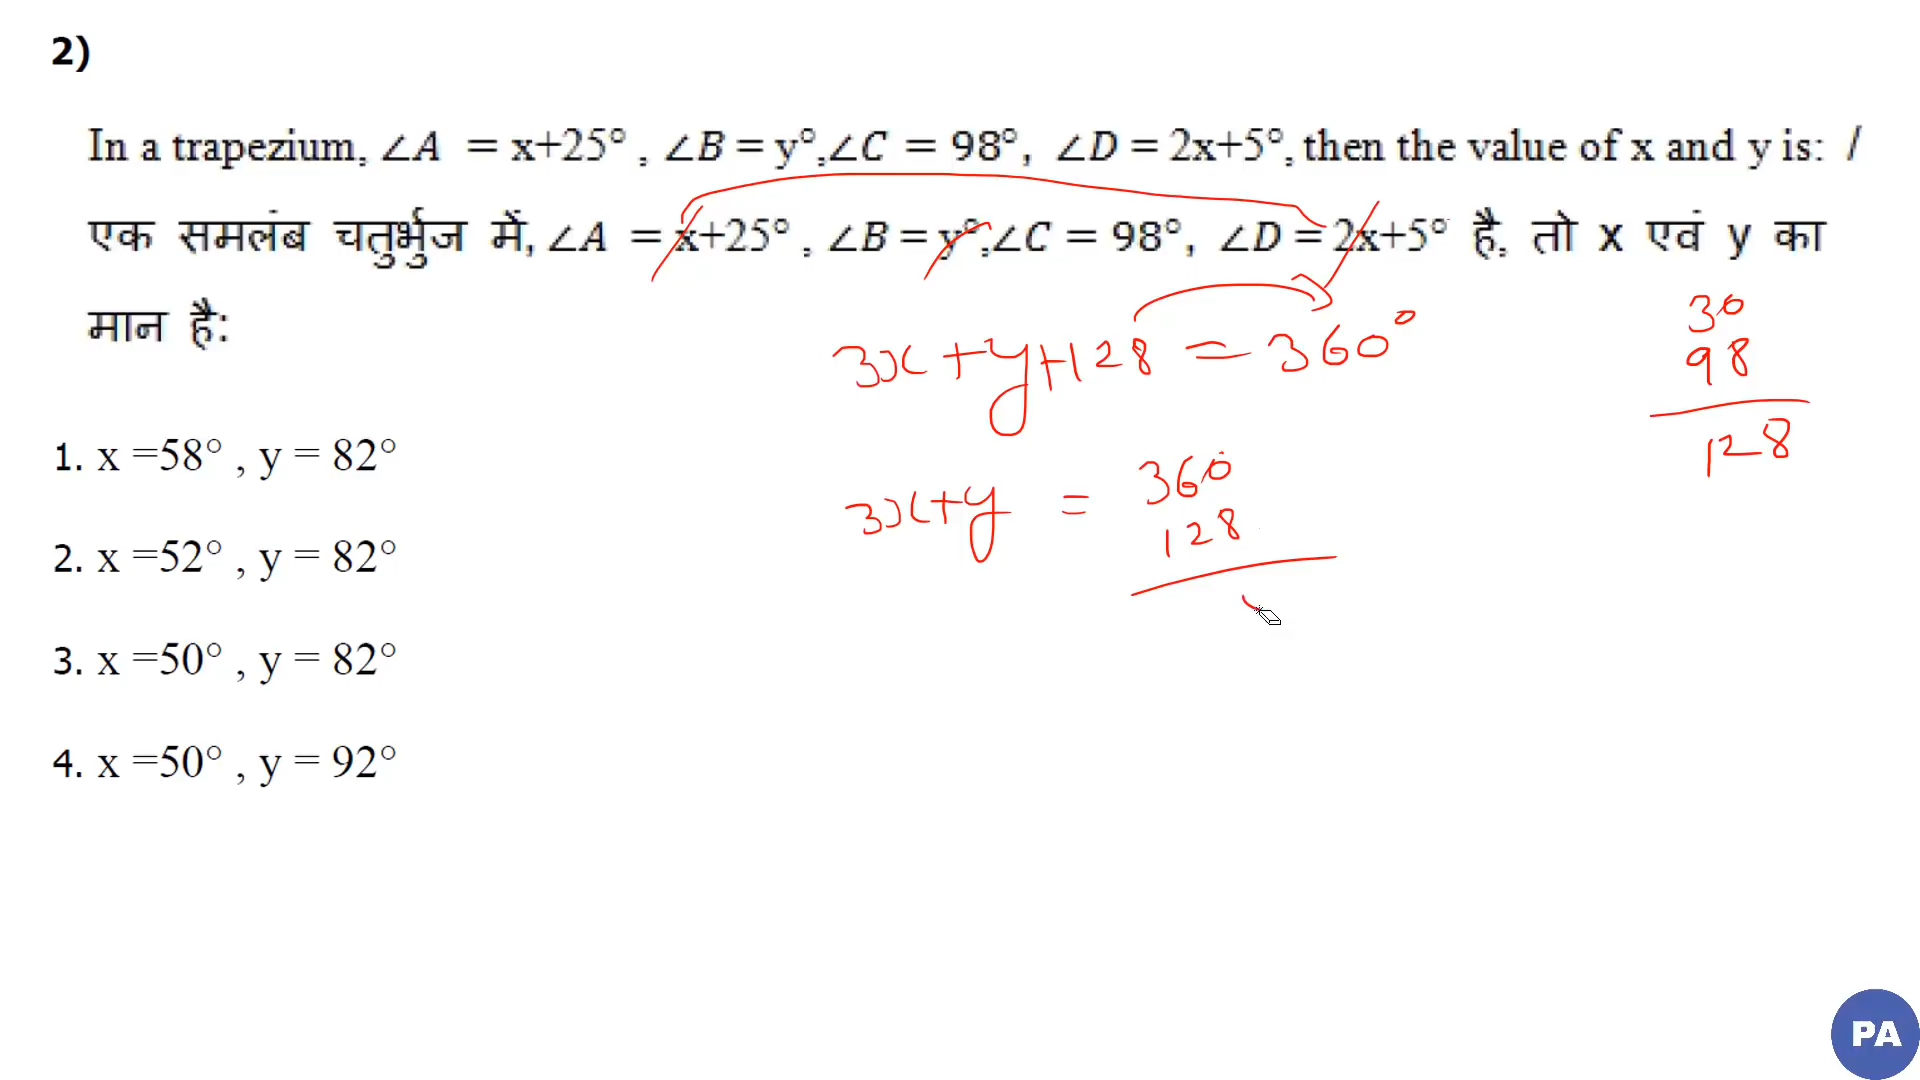 2)
In a trapezium, ∠A = x+25° , ∠B = y°,∠C = 98°, ∠D = 2x+5°, then the value of x and y is: /
एक समलंब चतुर्भुज में, ∠A = x+25° , ∠B = y°,∠C = 98°, ∠D = 2x+5° है, तो x एवं y का
मान है:
30
98
128
3x+y+128 = 360°
3x+y = 360
128
1. x =58° , y = 82°
2. x =52° , y = 82°
3. x =50° , y = 82°
4. x =50° , y = 92°
PA